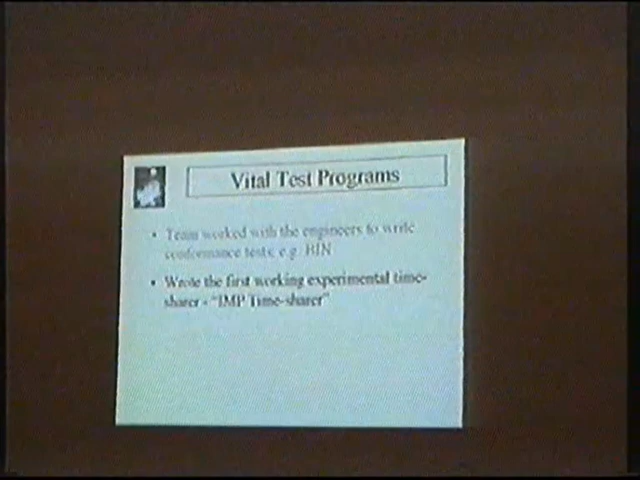 Vital Test Programs
• Team worked with the engineers to write
conformance tests e.g. BIN
• Wrote the first working experimental time-
sharer - "IMP Time-sharer"